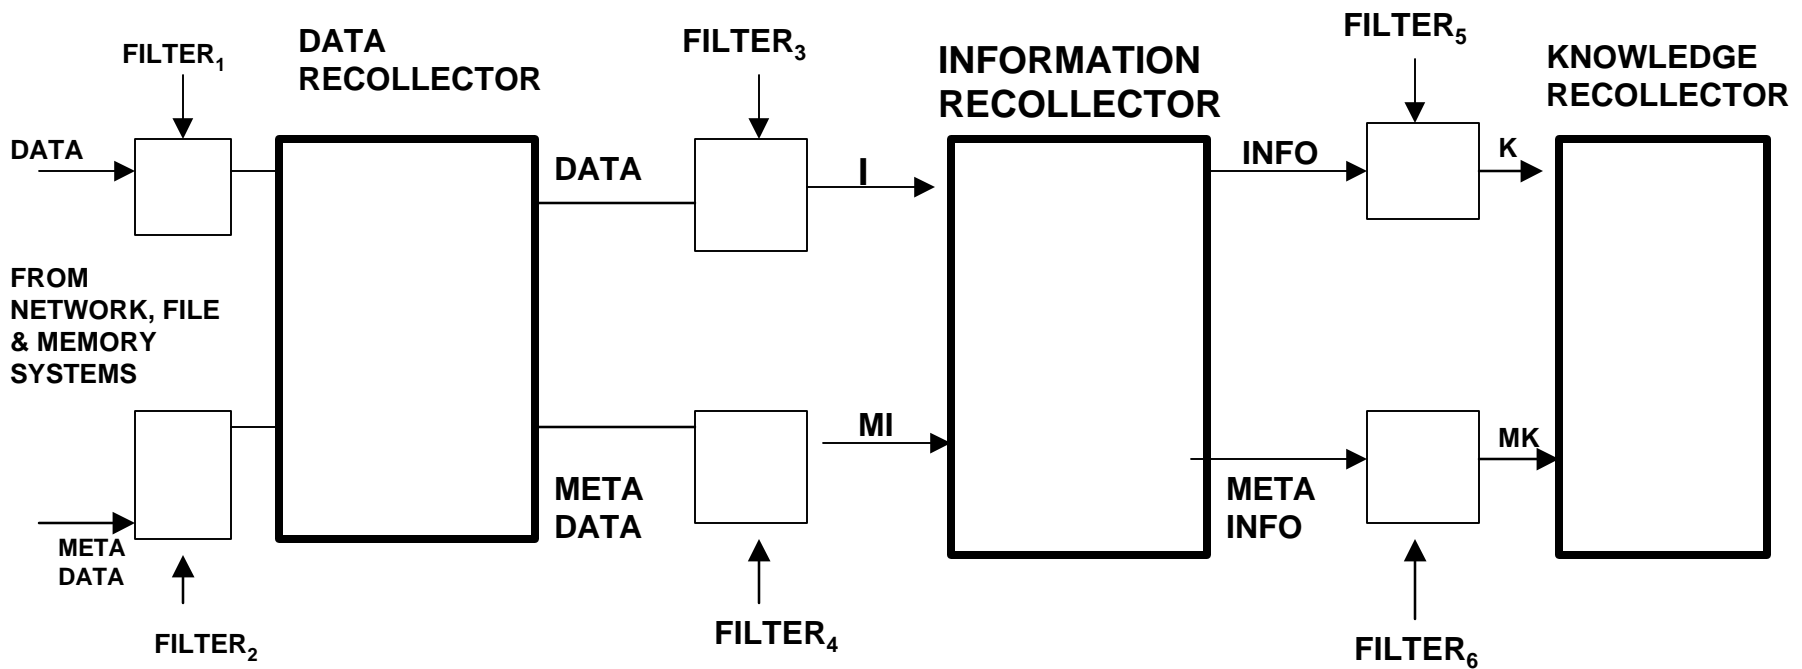 FILTER1
DATA
RECOLLECTOR
FILTER3
INFORMATION
RECOLLECTOR
FILTER5
KNOWLEDGE
RECOLLECTOR
DATA
DATA
I
INFO
K
FROM
NETWORK, FILE
& MEMORY
SYSTEMS
META
DATA
META
DATA
MI
META
INFO
MK
FILTER2
FILTER4
FILTER6